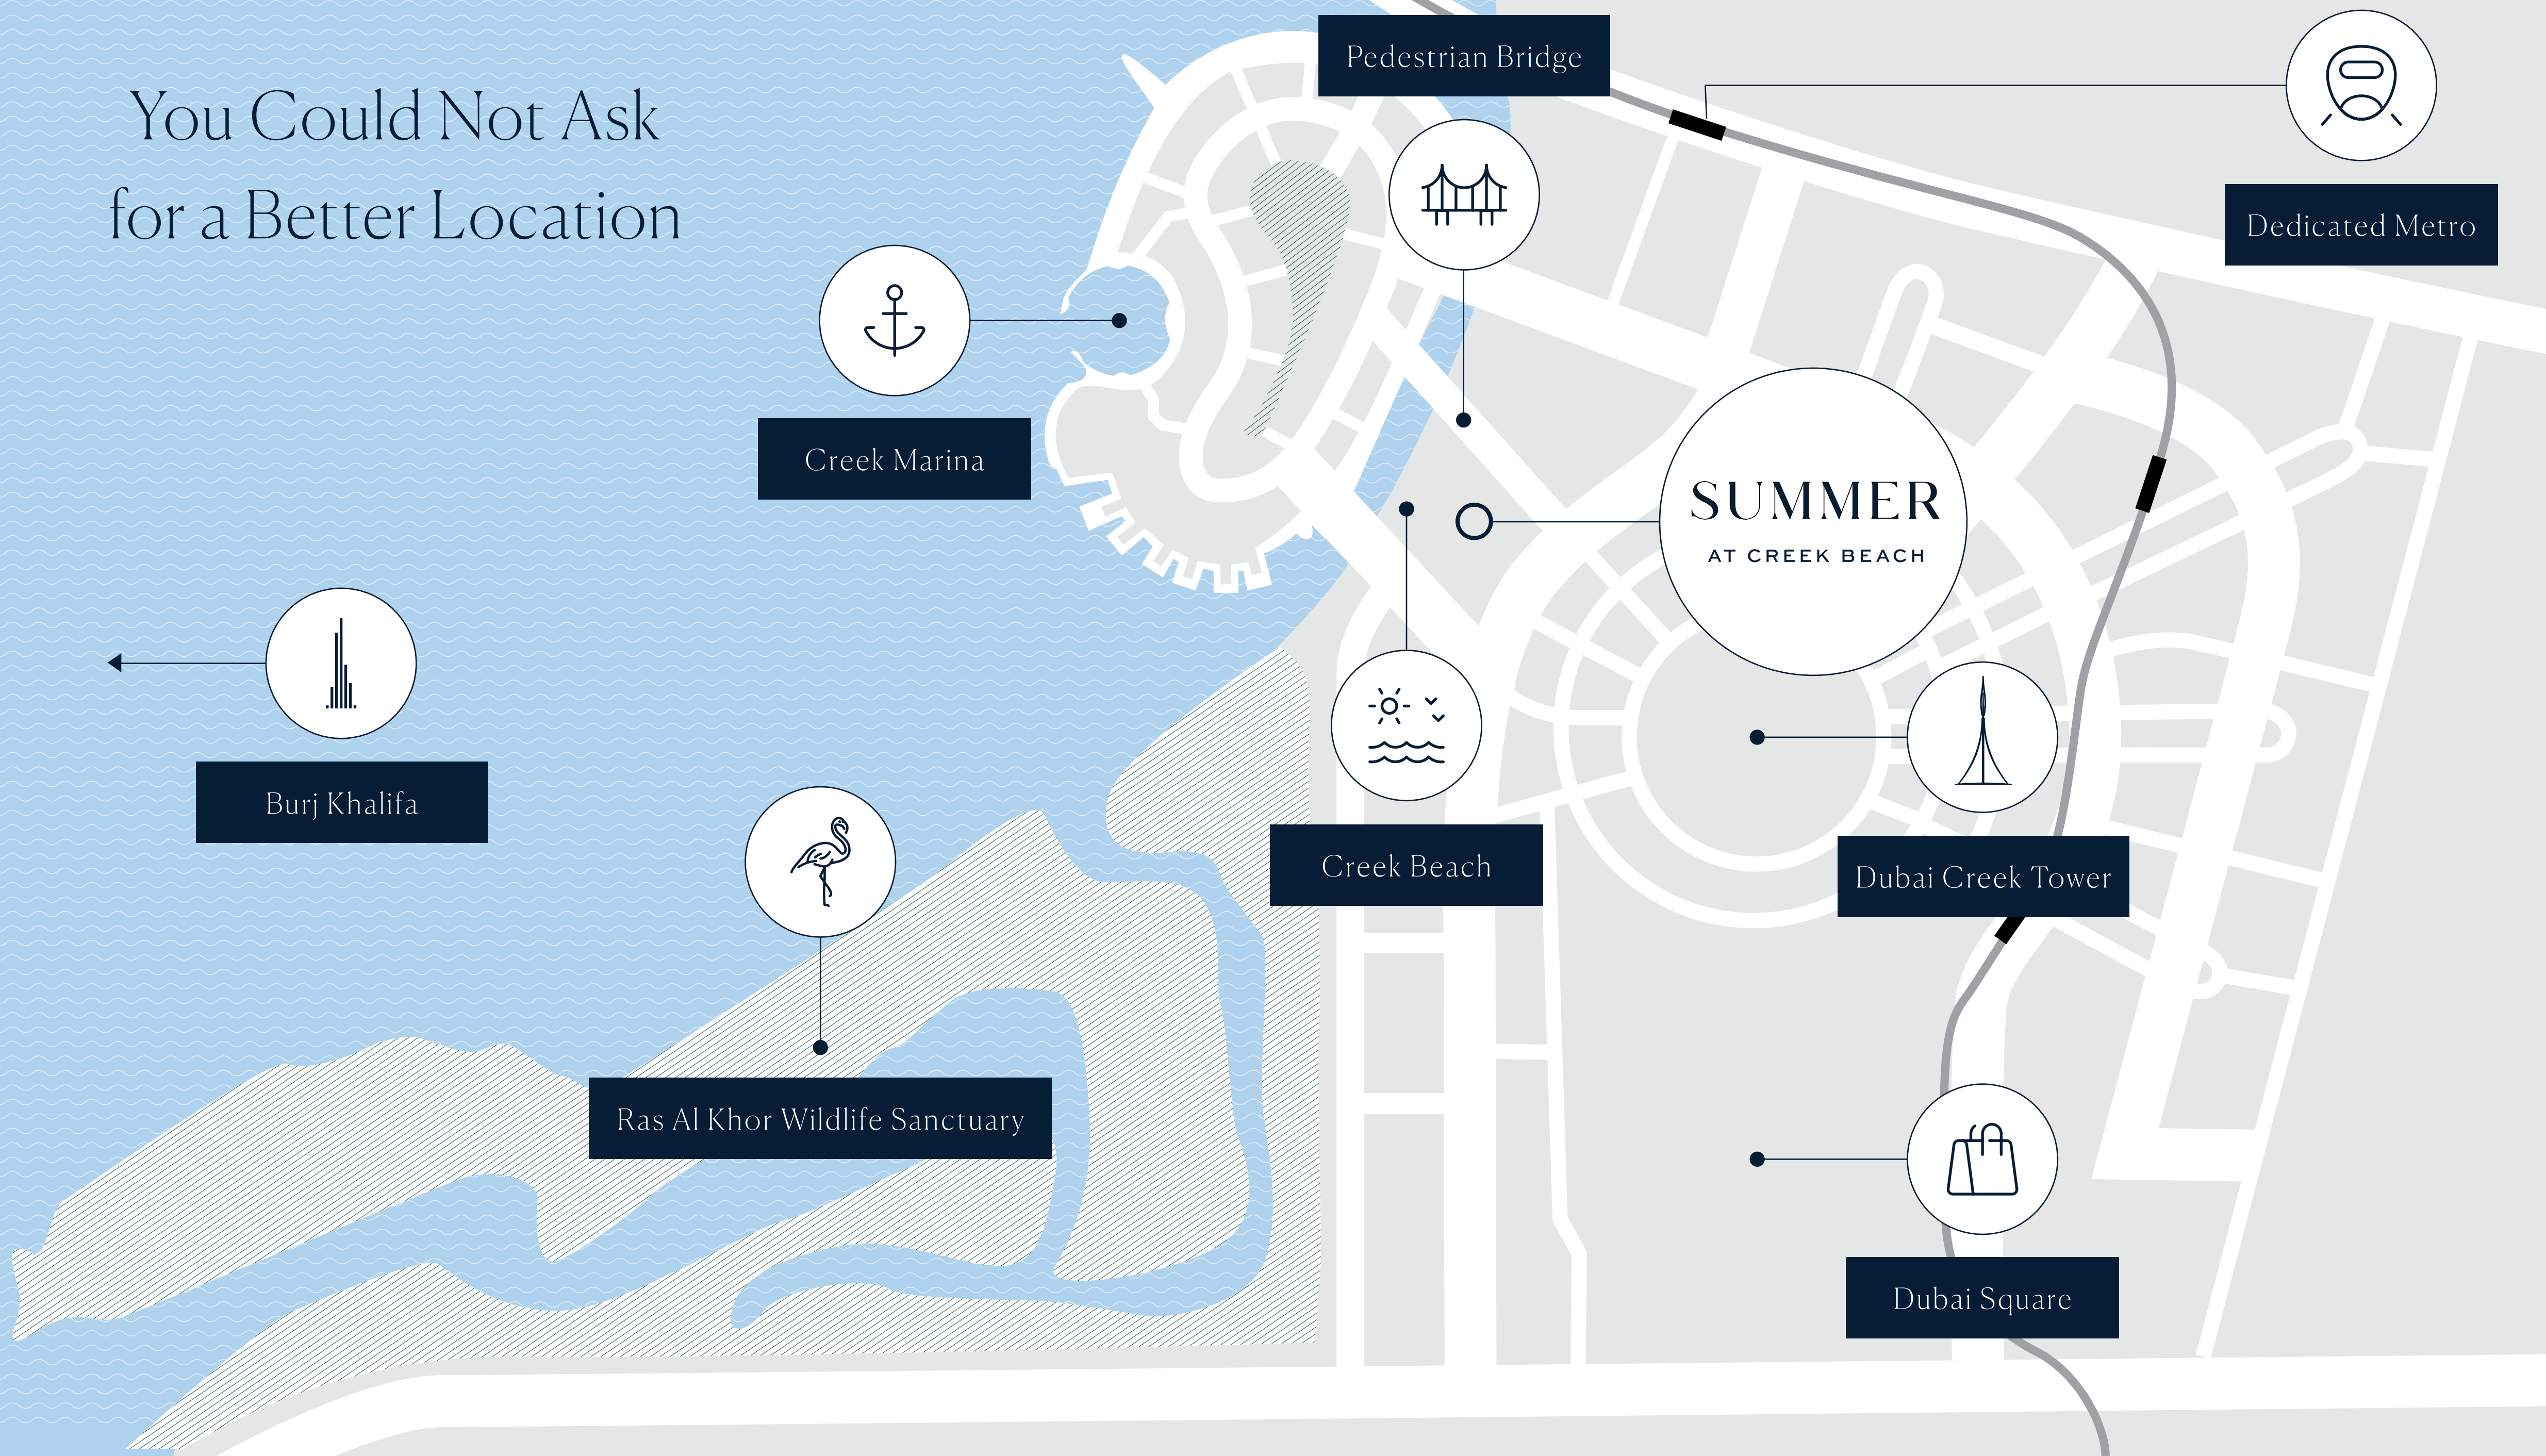 You Could Not Ask
for a Better Location
Pedestrian Bridge
Dedicated Metro
Creek Marina
SUMMER
AT CREEK BEACH
Burj Khalifa
Creek Beach
Dubai Creek Tower
Ras Al Khor Wildlife Sanctuary
Dubai Square